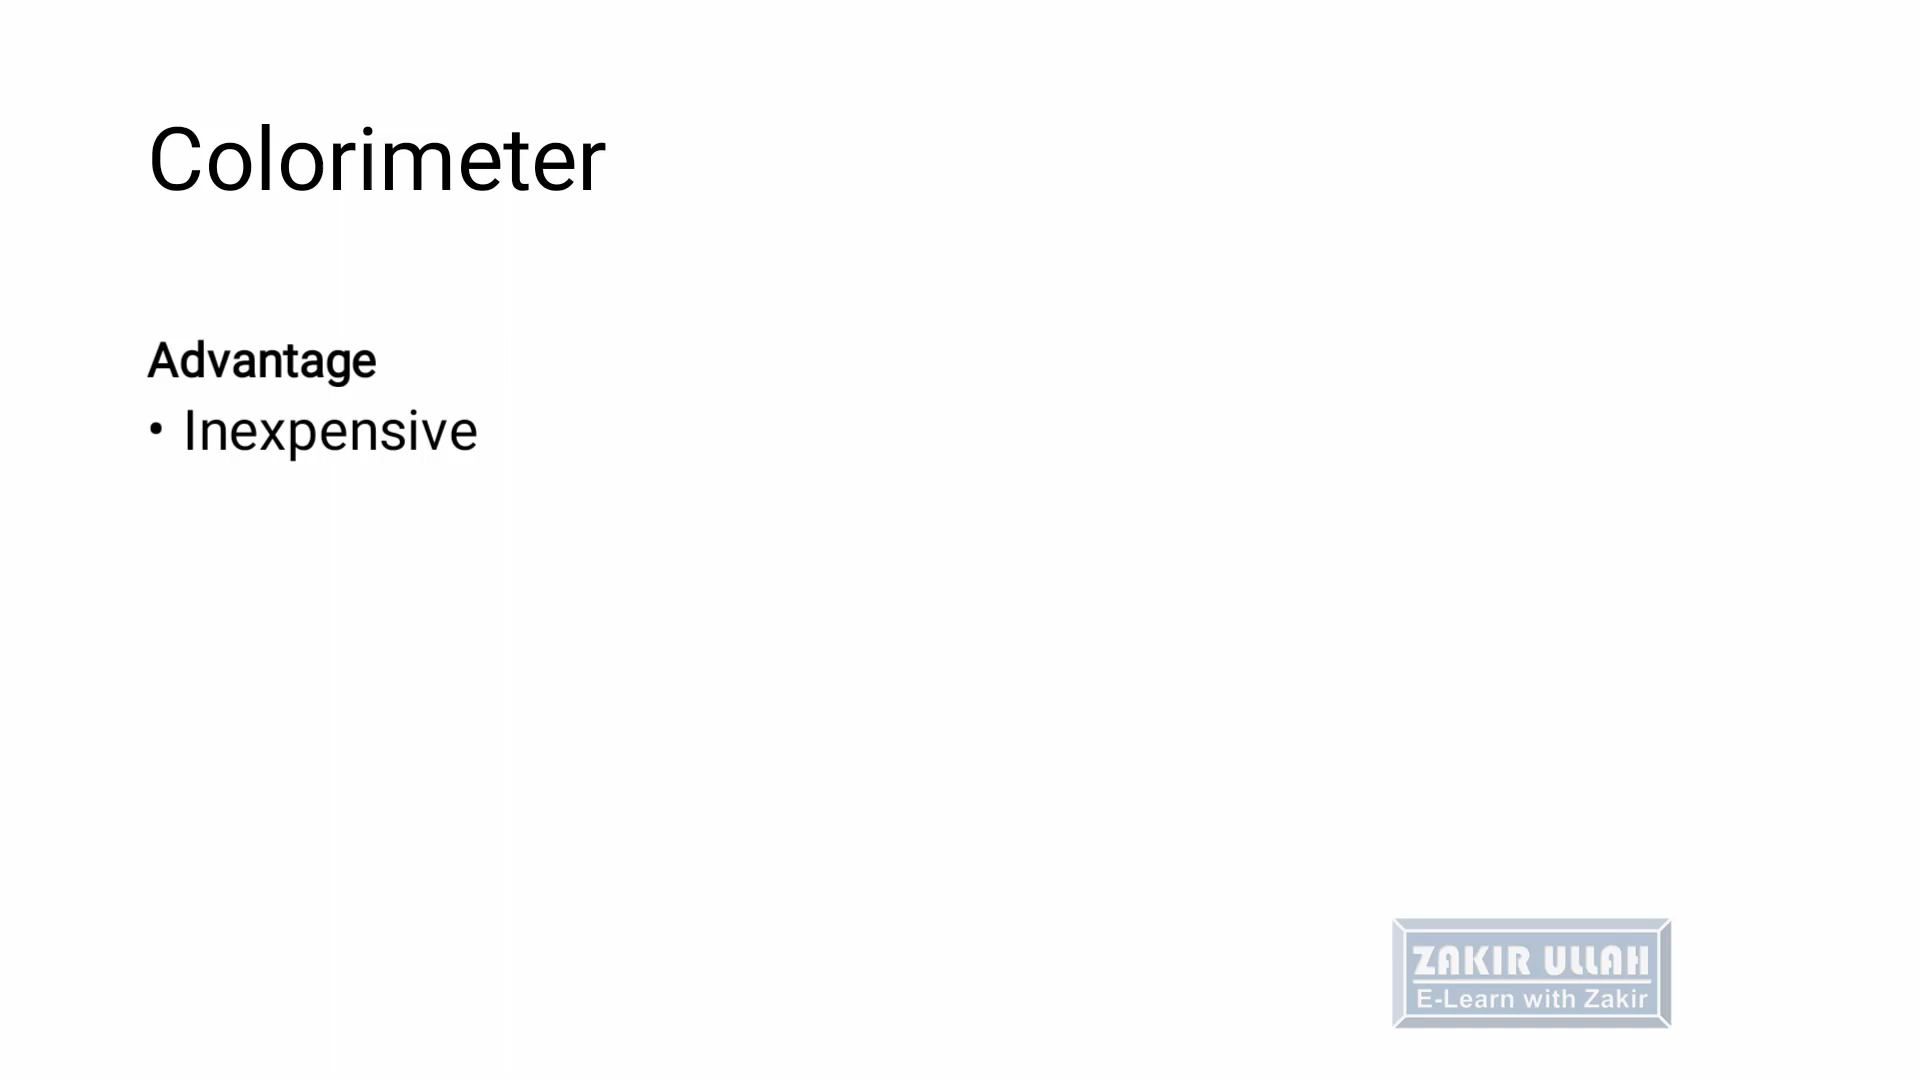 Colorimeter
Advantage
• Inexpensive
ZAKIR ULLAH
E-Learn with Zakir